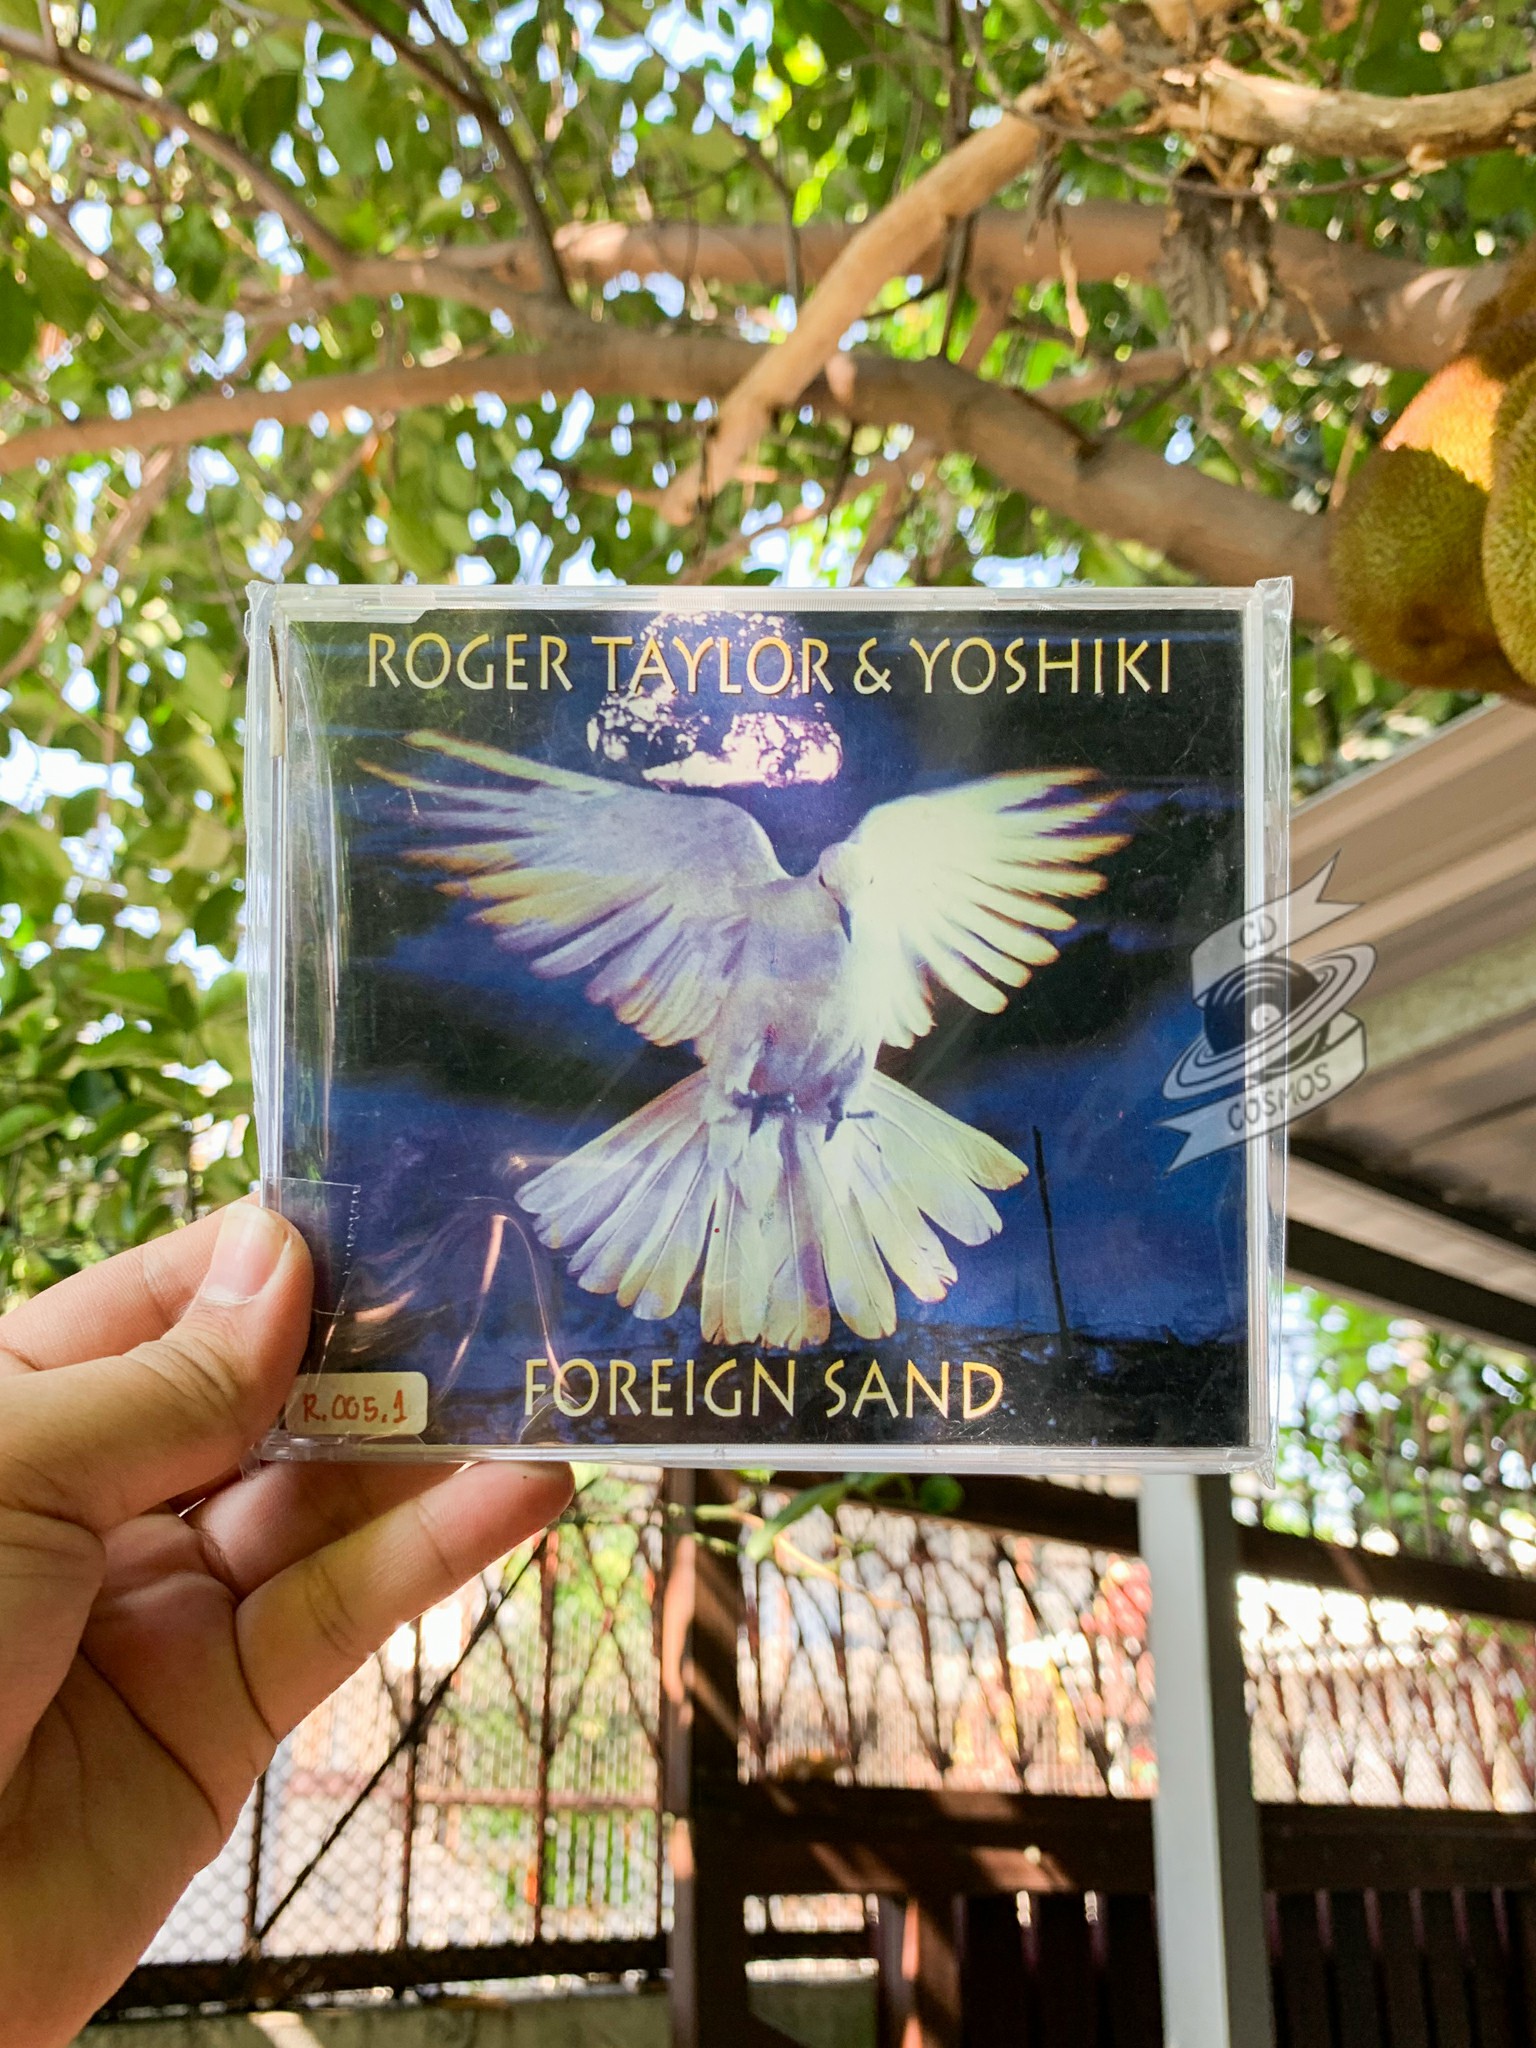 ROGER TAYLOR & YOSHIKI
CD
COSMOS
R.005.1
FOREIGN SAND